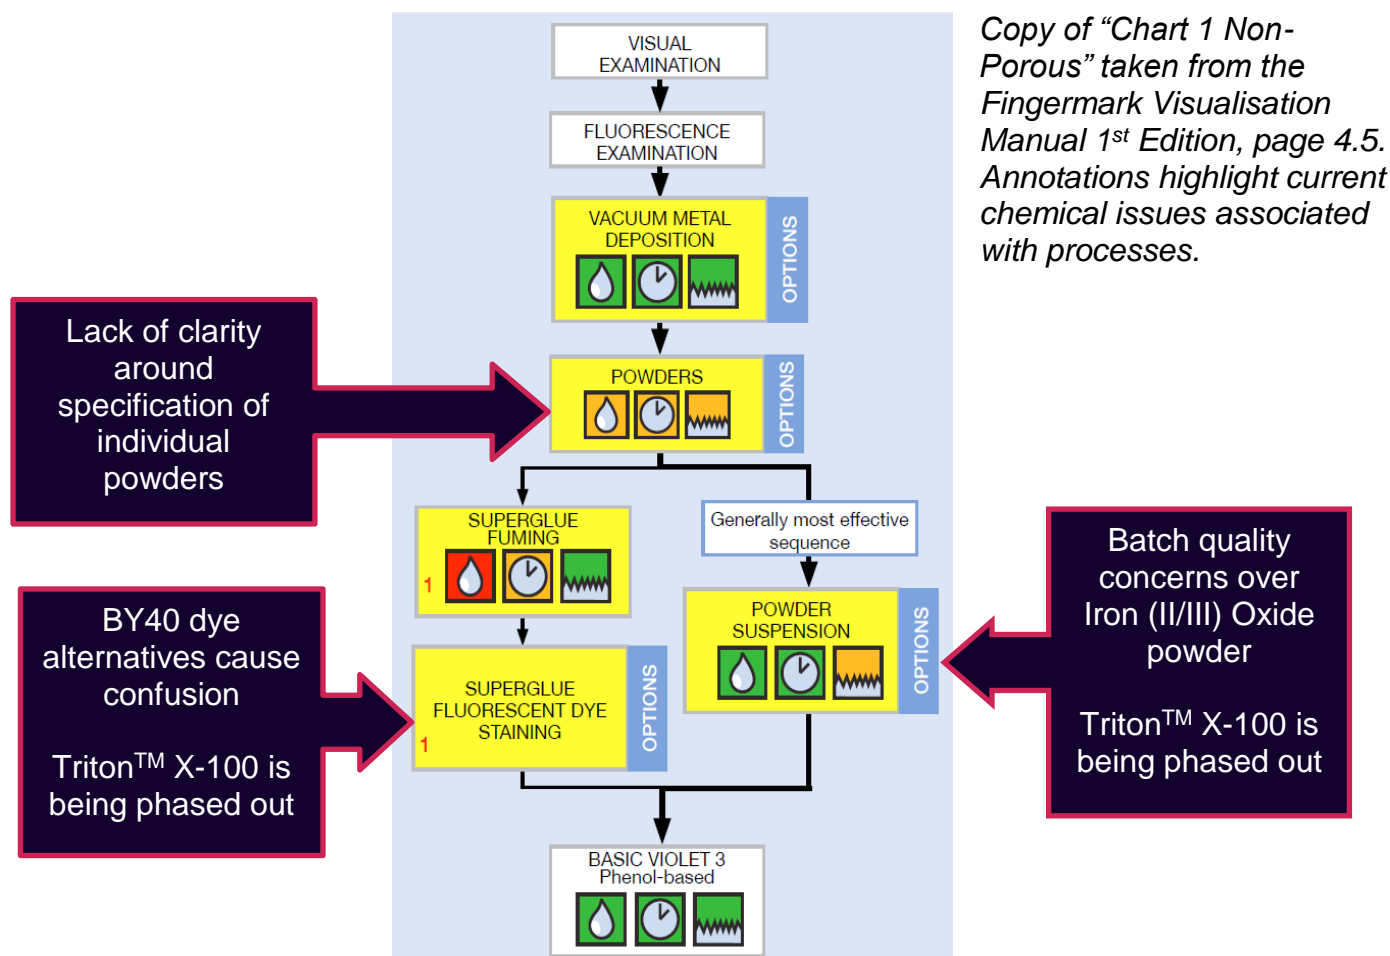 VISUAL
EXAMINATION
Copy of “Chart 1 Non-
Porous” taken from the
Fingermark Visualisation
Manual 1st Edition, page 4.5.
Annotations highlight current
chemical issues associated
with processes.
FLUORESCENCE
EXAMINATION
VACUUM METAL
DEPOSITION
OPTIONS
Lack of clarity
around
specification of
individual
powders
POWDERS
OPTIONS
SUPERGLUE
FUMING
1
Generally most effective
sequence
BY40 dye
alternatives cause
confusion
Triton™ X-100 is
being phased out
SUPERGLUE
FLUORESCENT DYE
STAINING
1
OPTIONS
POWDER
SUSPENSION
OPTIONS
Batch quality
concerns over
Iron (II/III) Oxide
powder
Triton™ X-100 is
being phased out
BASIC VIOLET 3
Phenol-based